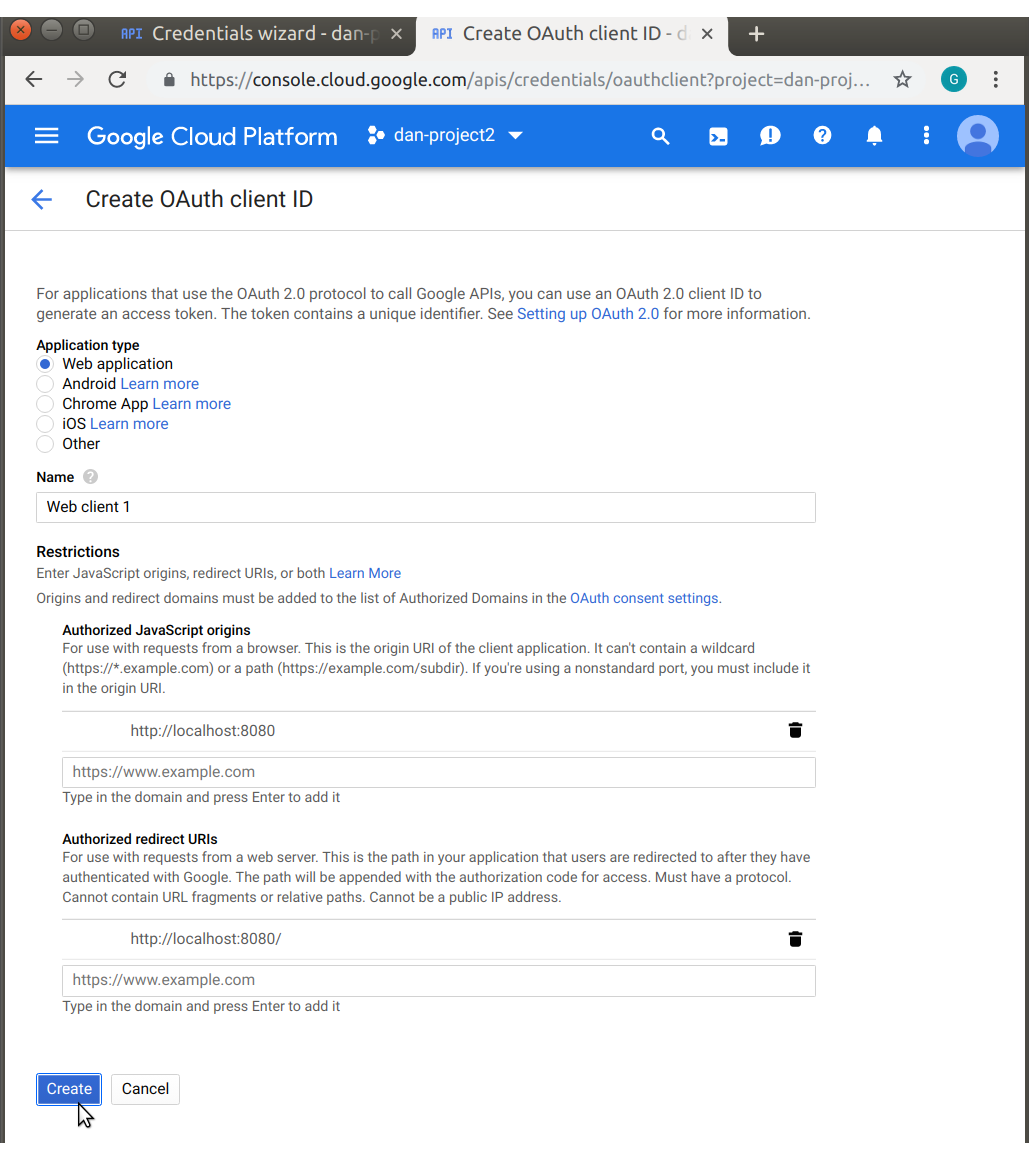 API Credentials wizard - dan-p
API Create OAuth client ID - d
https://console.cloud.google.com/apis/credentials/oauthclient?project=dan-proj...
G
Google Cloud Platform
dan-project2
Create OAuth client ID
For applications that use the OAuth 2.0 protocol to call Google APIs, you can use an OAuth 2.0 client ID to
generate an access token. The token contains a unique identifier. See Setting up OAuth 2.0 for more information.
Application type
Web application
Android Learn more
Chrome App Learn more
iOS Learn more
Other
Name
Web client 1
Restrictions
Enter JavaScript origins, redirect URIs, or both Learn More
Origins and redirect domains must be added to the list of Authorized Domains in the OAuth consent settings.
Authorized JavaScript origins
For use with requests from a browser. This is the origin URI of the client application. It can't contain a wildcard
(https://*.example.com) or a path (https://example.com/subdir). If you're using a nonstandard port, you must include it
in the origin URI.
http://localhost:8080
https://www.example.com
Type in the domain and press Enter to add it
Authorized redirect URIs
For use with requests from a web server. This is the path in your application that users are redirected to after they have
authenticated with Google. The path will be appended with the authorization code for access. Must have a protocol.
Cannot contain URL fragments or relative paths. Cannot be a public IP address.
http://localhost:8080/
https://www.example.com
Type in the domain and press Enter to add it
Create
Cancel